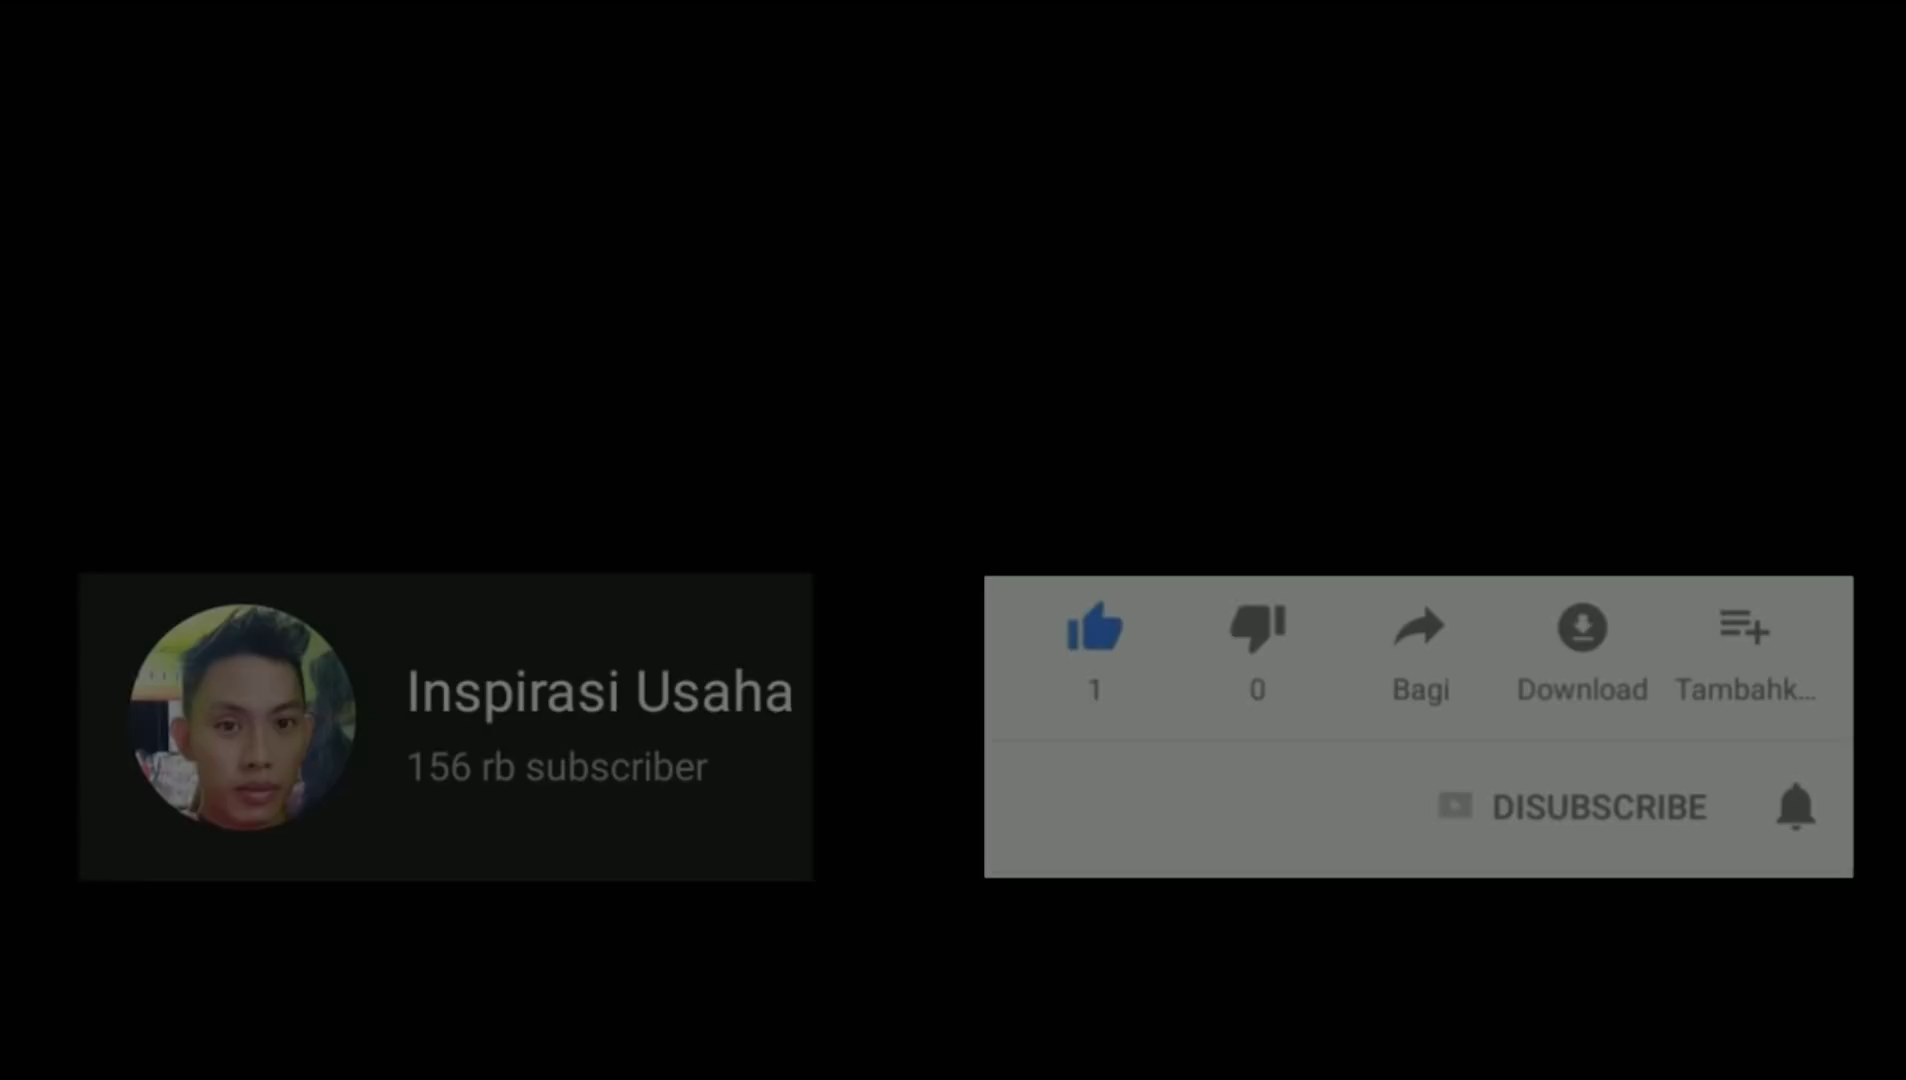 Inspirasi Usaha
156 rb subscriber
1
0
Bagi
Download
Tambahk...
DISUBSCRIBE